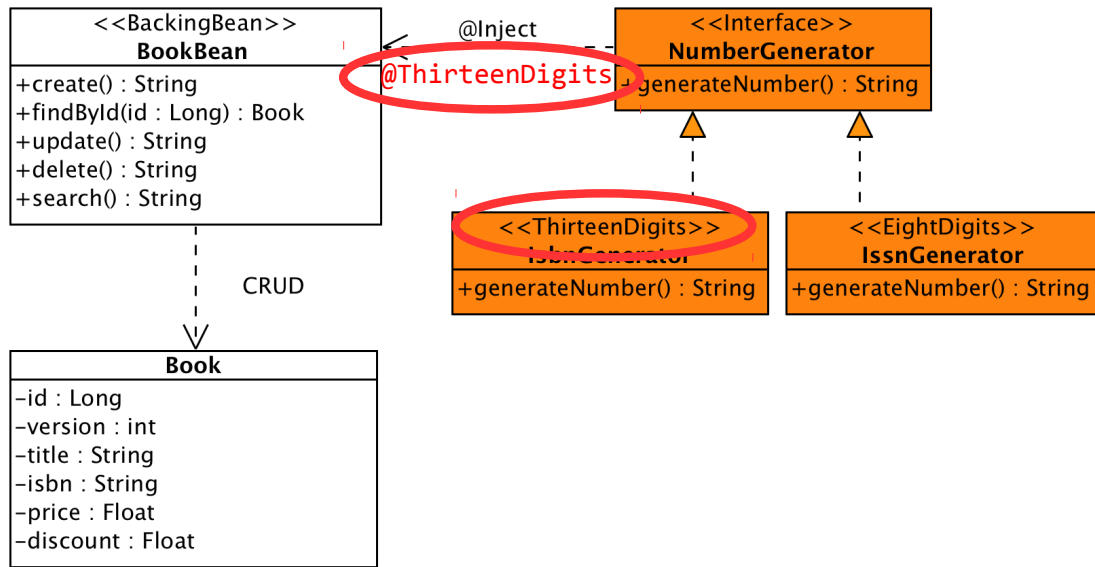 <<BackingBean>>
BookBean
+create() : String
+findById(id : Long) : Book
+update() : String
+delete() : String
+search() : String
@Inject
@ThirteenDigits
<<Interface>>
NumberGenerator
+generateNumber() : String
<<ThirteenDigits>>
IsbnGenerator
+generateNumber() : String
<<EightDigits>>
IssnGenerator
+generateNumber() : String
CRUD
Book
-id : Long
-version : int
-title : String
-isbn : String
-price : Float
-discount : Float